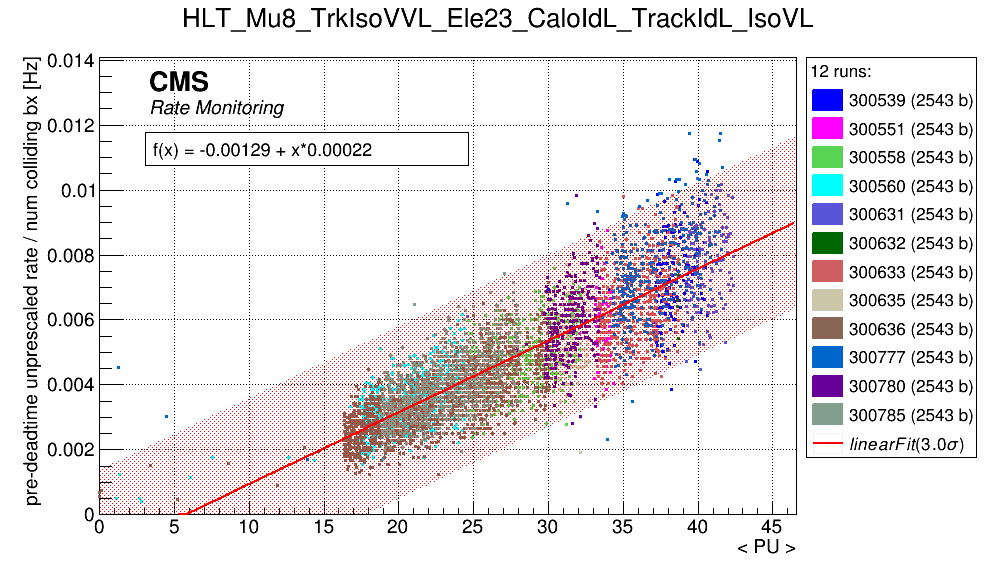 HLT_Mu8_TrkIsoVVL_Ele23_CaloIdL_TrackIdL_IsoVL
pre-deadtime unprescaled rate / num colliding bx [Hz]
0.014
0.012
0.01
0.008
0.006
0.004
0.002
0
CMS
Rate Monitoring
f(x) = -0.00129 + x*0.00022
0 5 10 15 20 25 30 35 40 45
< PU >
12 runs:
300539 (2543 b)
300551 (2543 b)
300558 (2543 b)
300560 (2543 b)
300631 (2543 b)
300632 (2543 b)
300633 (2543 b)
300635 (2543 b)
300636 (2543 b)
300777 (2543 b)
300780 (2543 b)
300785 (2543 b)
linearFit(3.0σ)